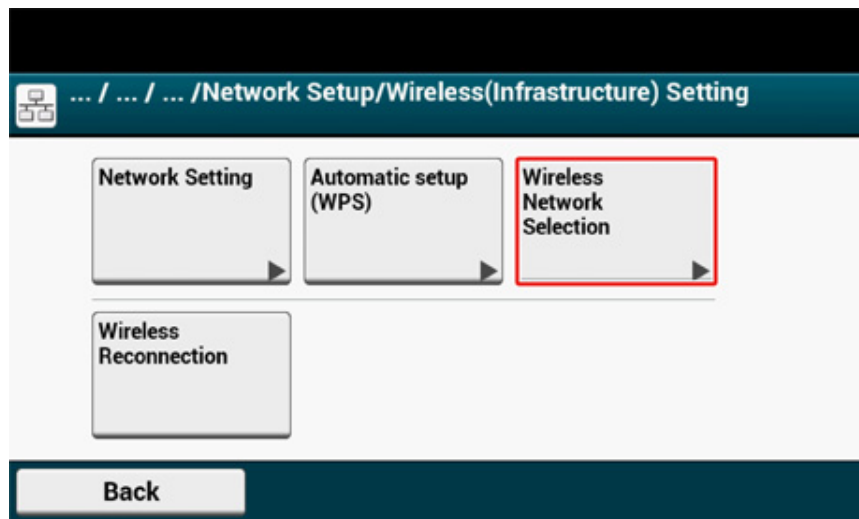 ... / ... / ... /Network Setup/Wireless(Infrastructure) Setting
Network Setting
Automatic setup
(WPS)
Wireless
Network
Selection
Wireless
Reconnection
Back